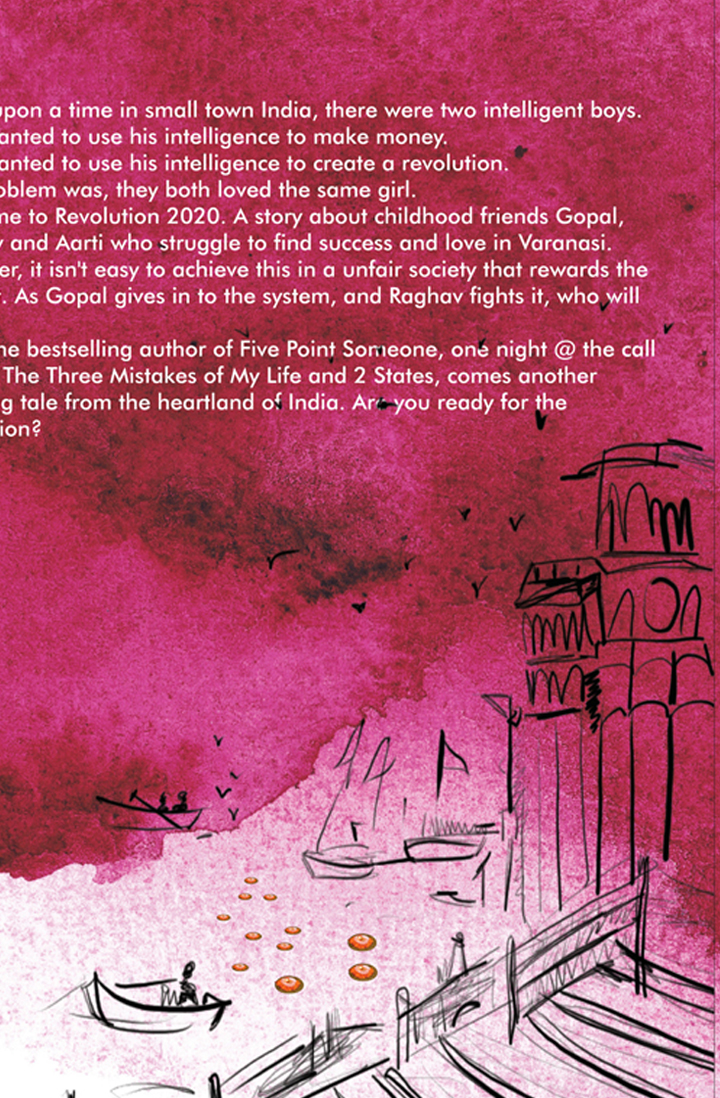 upon a time in small town India, there were two intelligent boys.
anted to use his intelligence to make money.
anted to use his intelligence to create a revolution.
oblem was, they both loved the same girl.
me to Revolution 2020. A story about childhood friends Gopal,
v and Aarti who struggle to find success and love in Varanasi.
er, it isn't easy to achieve this in a unfair society that rewards the
t. As Gopal gives in to the system, and Raghav fights it, who will
he bestselling author of Five Point Someone, one night @ the call
The Three Mistakes of My Life and 2 States, comes another
g tale from the heartland of India. Are you ready for the
ion?